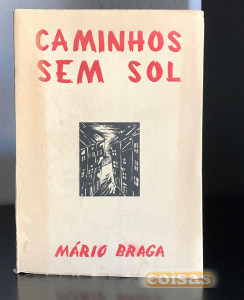 CAMINHOS
SEM SOL
MÁRIO BRAGA
coisas